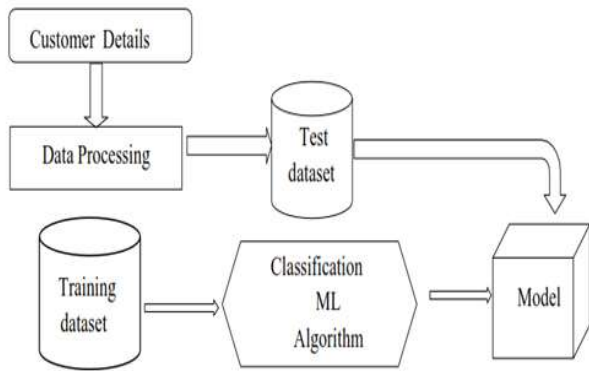 Customer Details
Data Processing
Test
dataset
Training
dataset
Classification
ML
Algorithm
Model